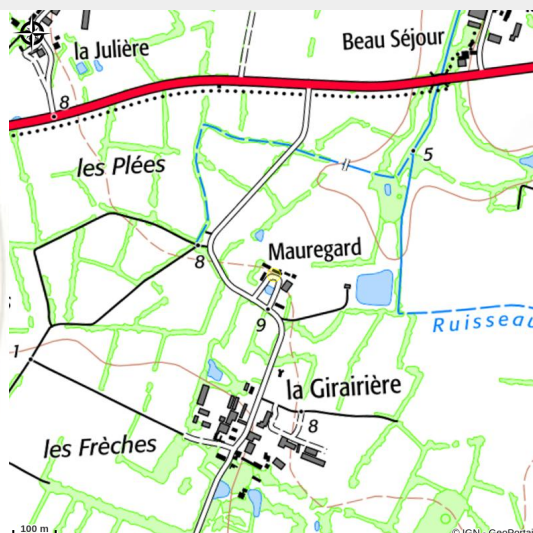 Beau Séjour
la Julière
8
5
les Plées
8
Mauregard
9
Ruisseau
1
la Girairière
8
les Frèches
100 m
© IGN - GeoPortai